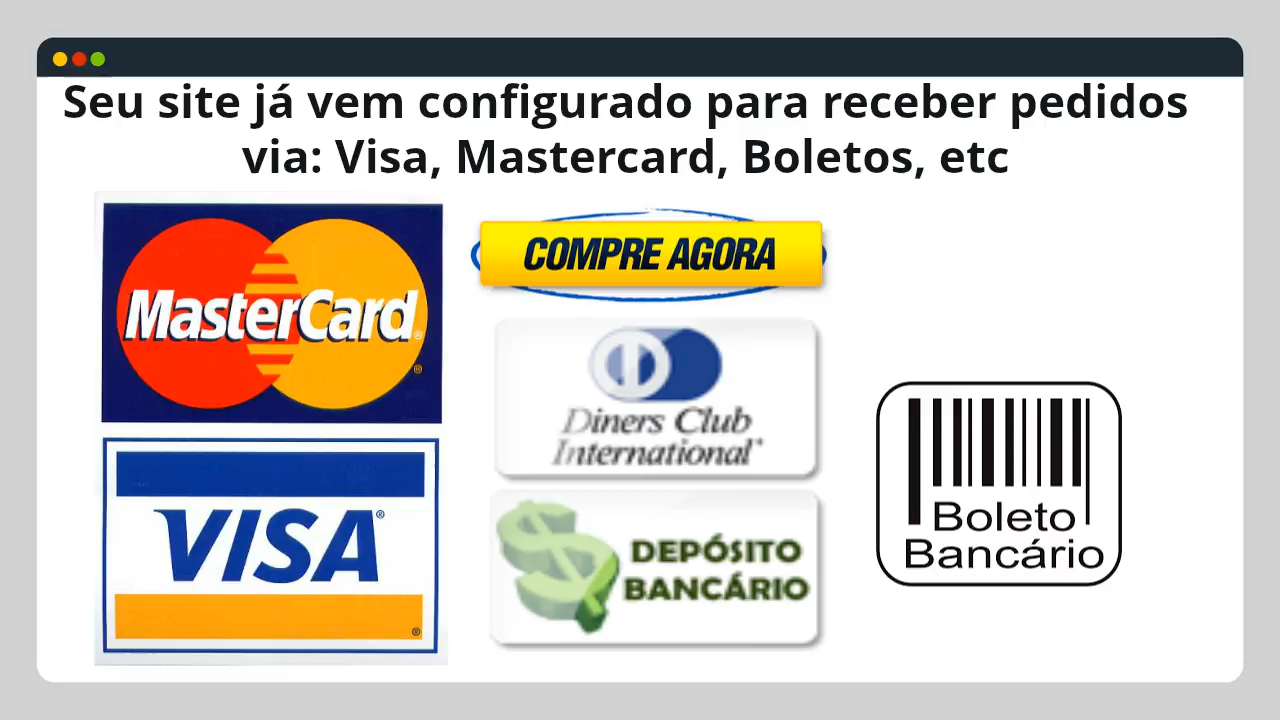 Seu site já vem configurado para receber pedidos
via: Visa, Mastercard, Boletos, etc
MasterCard®
®
COMPRE AGORA
Diners Club
International®
VISA®
®
DEPÓSITO
BANCÁRIO
Boleto
Bancário